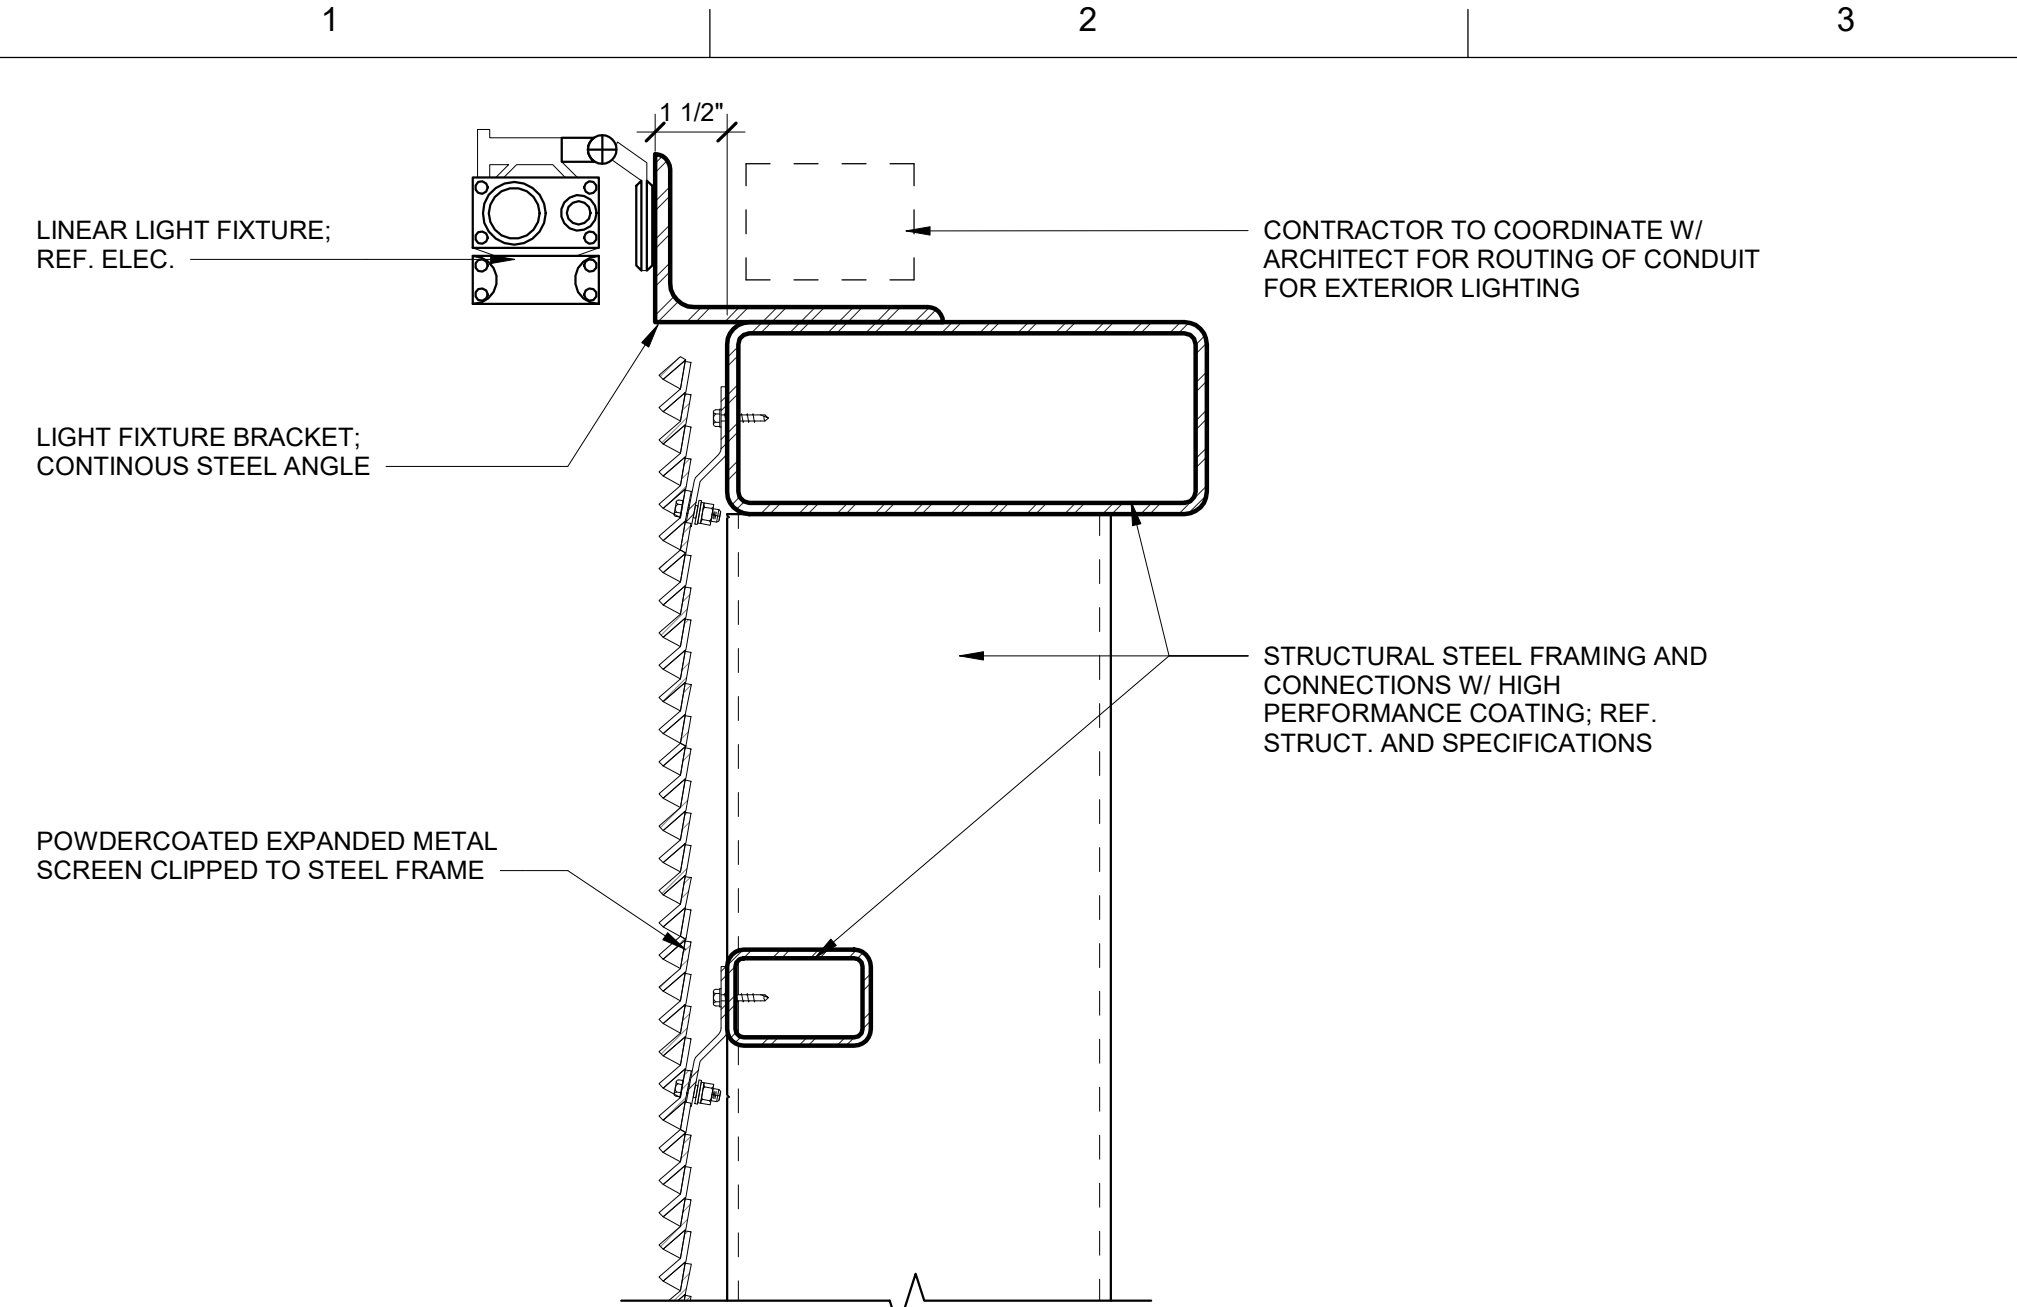 1
2
3
1 1/2"
LINEAR LIGHT FIXTURE;
REF. ELEC.
CONTRACTOR TO COORDINATE W/
ARCHITECT FOR ROUTING OF CONDUIT
FOR EXTERIOR LIGHTING
LIGHT FIXTURE BRACKET;
CONTINOUS STEEL ANGLE
STRUCTURAL STEEL FRAMING AND
CONNECTIONS W/ HIGH
PERFORMANCE COATING; REF.
STRUCT. AND SPECIFICATIONS
POWDERCOATED EXPANDED METAL
SCREEN CLIPPED TO STEEL FRAME